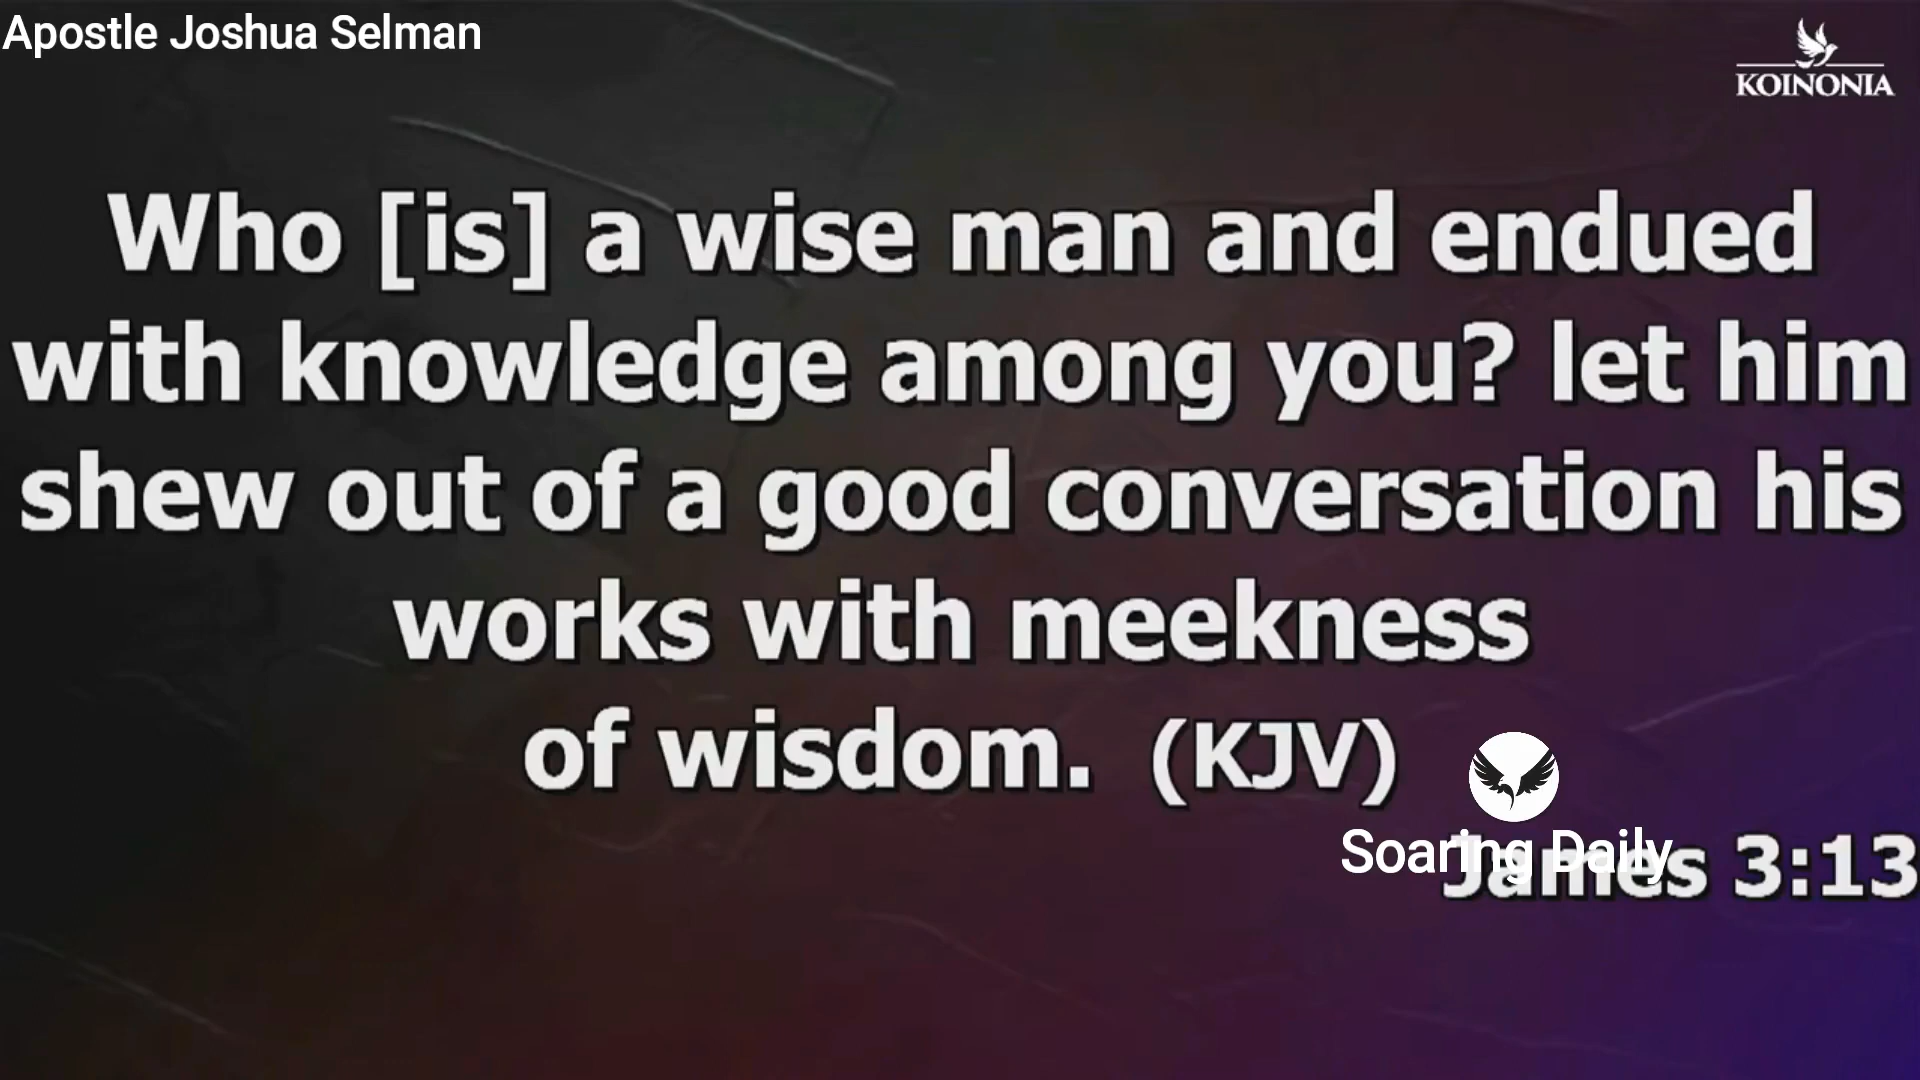 Apostle Joshua Selman
KOINONIA
Who [is] a wise man and endued
with knowledge among you? let him
shew out of a good conversation his
works with meekness
of wisdom. (KJV)
Soaring Daily
James 3:13